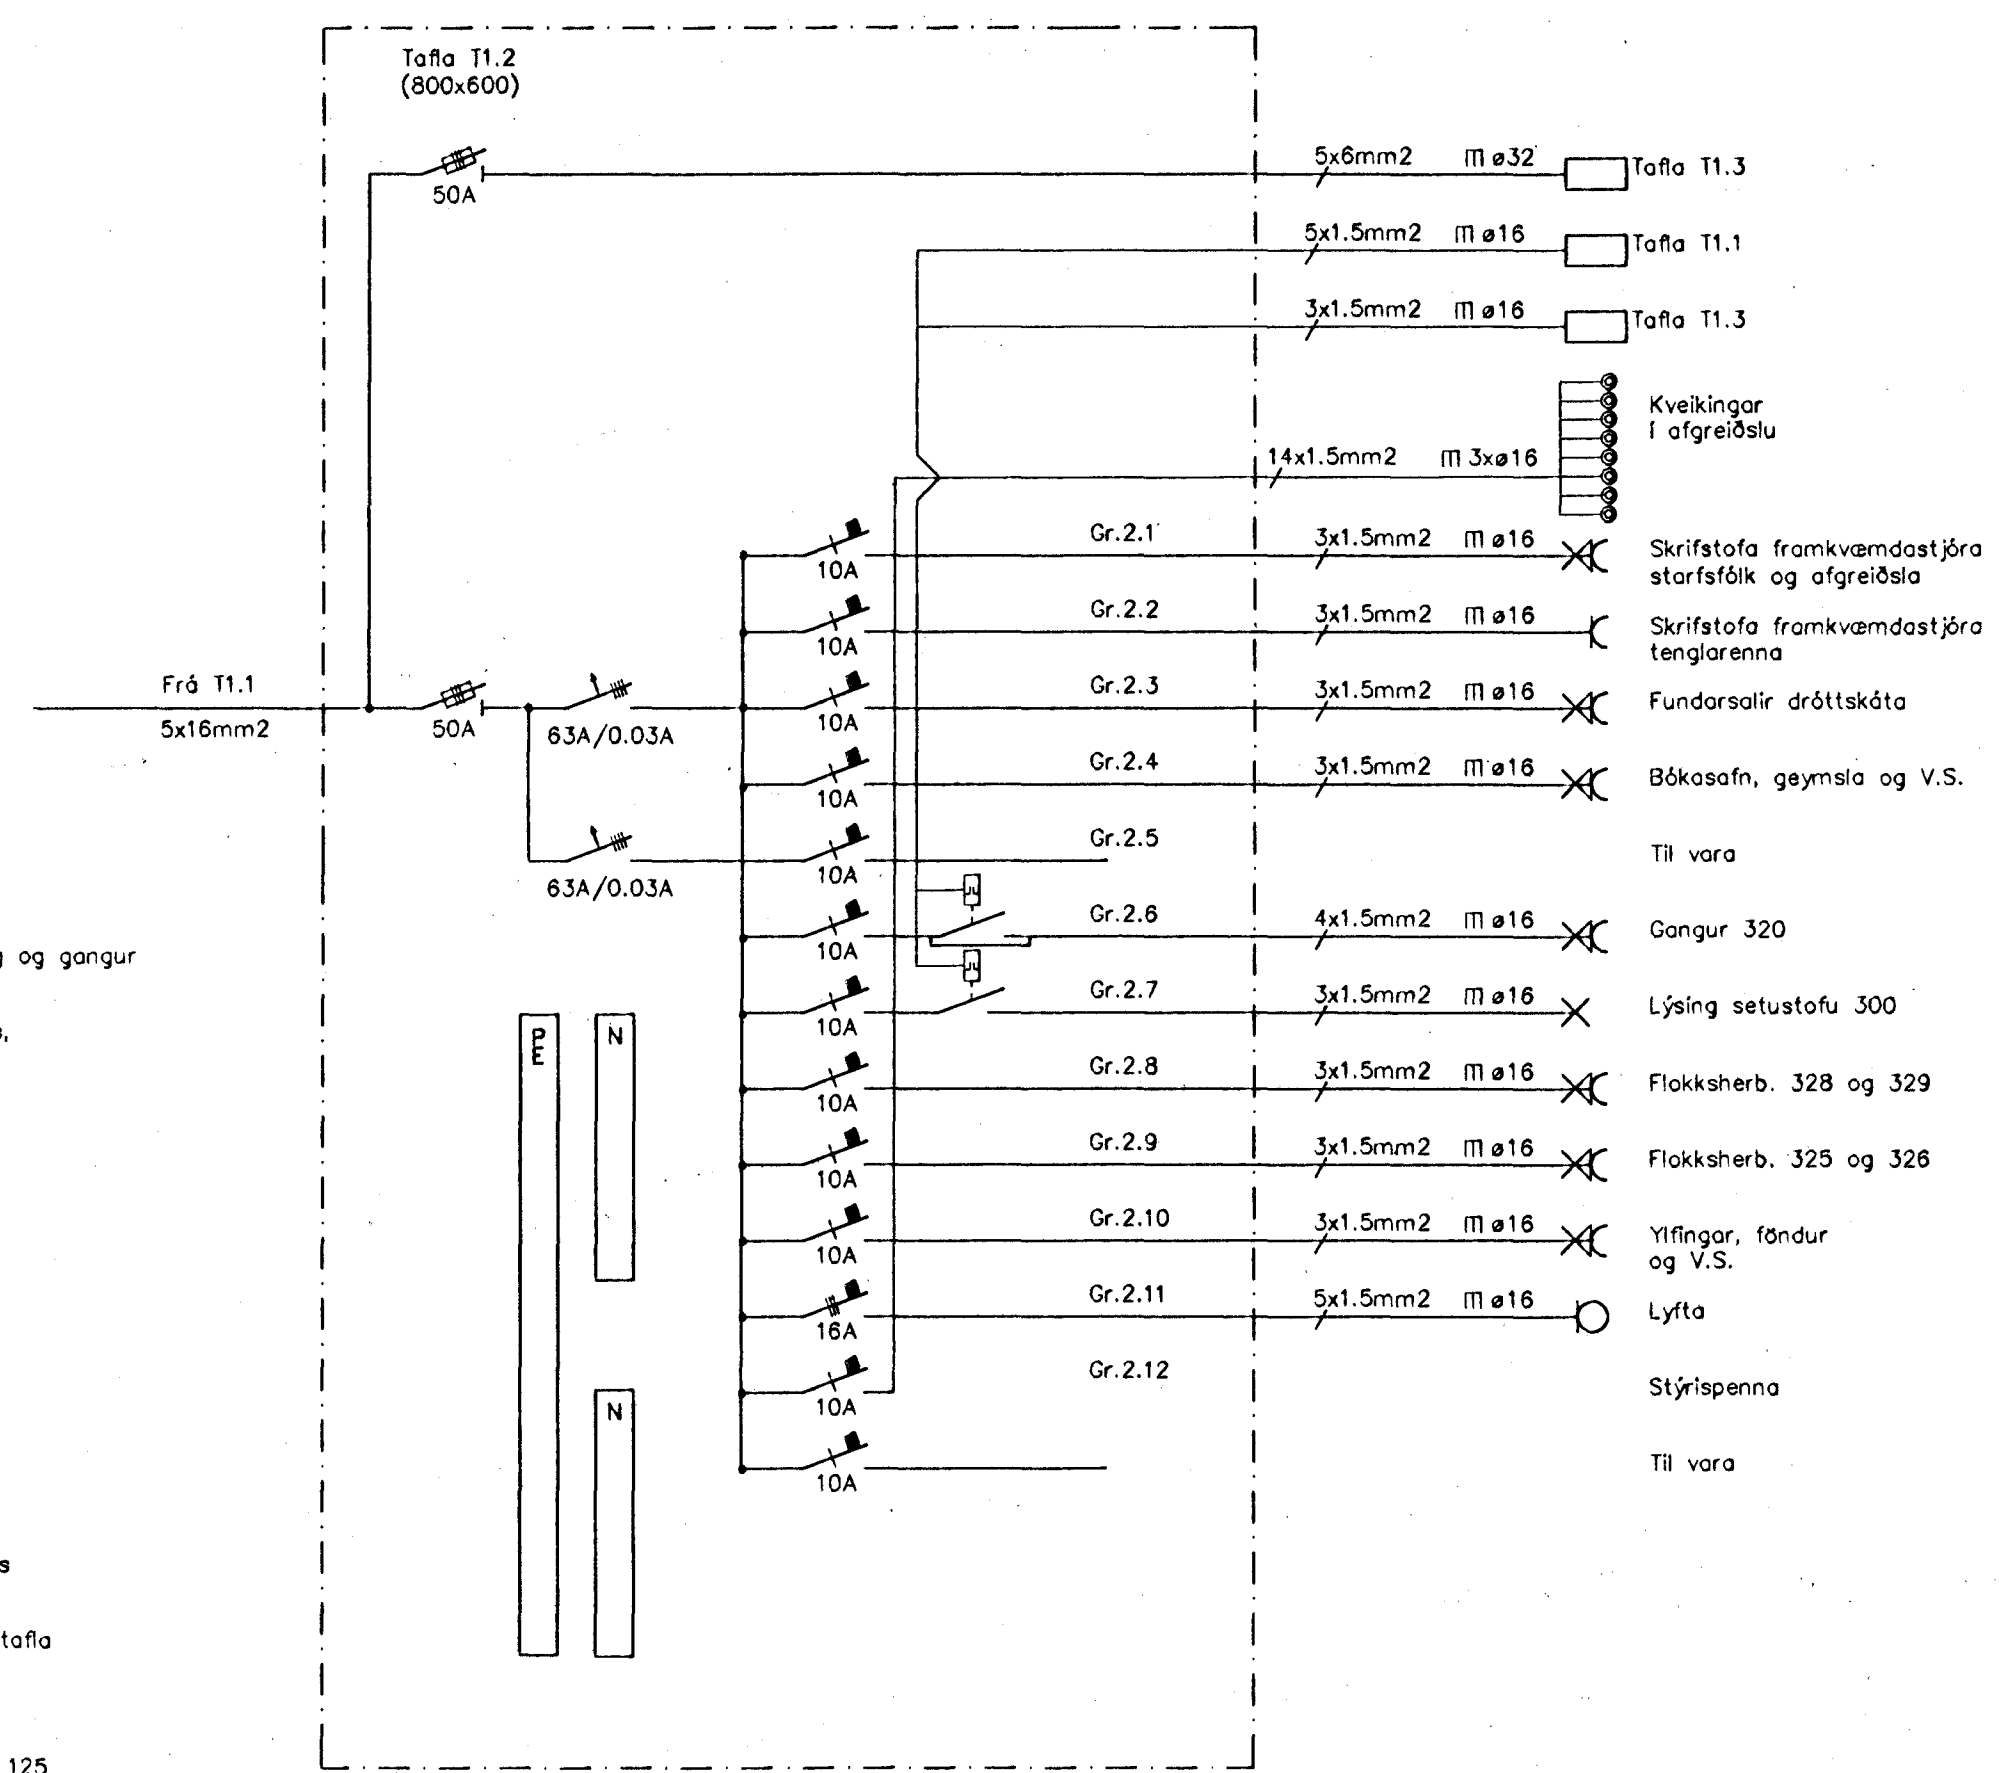 Tafla T1.2
(800x600)
50A
5x6mm2 m ø32
Tafla T1.3
5x1.5mm2 m ø16
Tafla T1.1
3x1.5mm2 m ø16
Tafla T1.3
Kveikingar
í afgreiðslu
14x1.5mm2 m 3xø16
10A
Gr.2.1
3x1.5mm2 m ø16
Skrifstofa framkvæmdastjóra
starfsfólk og afgreiðsla
10A
Gr.2.2
3x1.5mm2 m ø16
Skrifstofa framkvæmdastjóra
tenglarenna
Frá T1.1
5x16mm2
50A
63A/0.03A
10A
Gr.2.3
3x1.5mm2 m ø16
Fundarsalir dróttskáta
10A
Gr.2.4
3x1.5mm2 m ø16
Bókasafn, geymsla og V.S.
63A/0.03A
10A
Gr.2.5
Til vara
10A
Gr.2.6
4x1.5mm2 m ø16
Gangur 320
og gangur
10A
Gr.2.7
3x1.5mm2 m ø16
Lýsing setustofu 300
PE
N
10A
Gr.2.8
3x1.5mm2 m ø16
Flokksherb. 328 og 329
10A
Gr.2.9
3x1.5mm2 m ø16
Flokksherb. 325 og 326
10A
Gr.2.10
3x1.5mm2 m ø16
Ylfingar, föndur
og V.S.
16A
Gr.2.11
5x1.5mm2 m ø16
Lyfta
10A
Gr.2.12
Stýrispenna
N
10A
Til vara
s
tafla
125